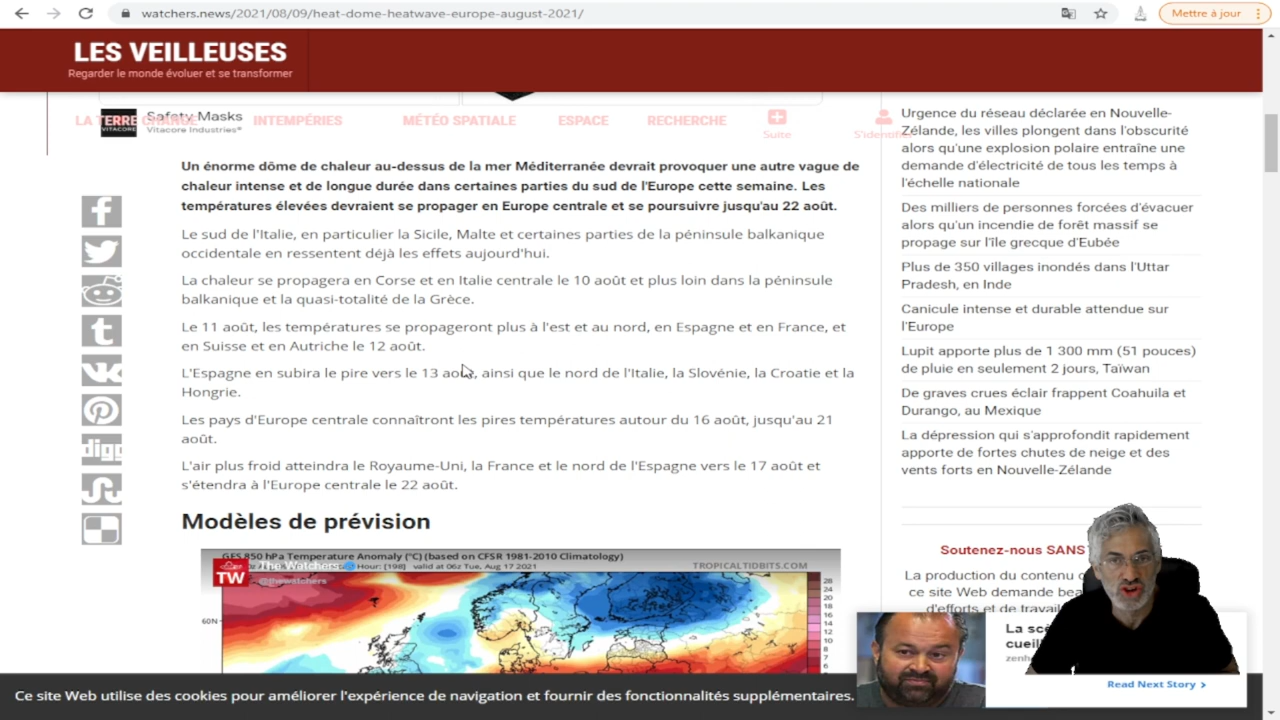 watchers.news/2021/08/09/heat-dome-heatwave-europe-august-2021/
Mettre à jour
LES VEILLEUSES
Regarder le monde évoluer et se transformer
Safety Masks
Vitacore Industries®
VITACORE
LA TERRE CHANGE
INTEMPÉRIES
MÉTÉO SPATIALE
ESPACE
RECHERCHE
Suite
S'identifier
Un énorme dôme de chaleur au-dessus de la mer Méditerranée devrait provoquer une autre vague de
chaleur intense et de longue durée dans certaines parties du sud de l'Europe cette semaine. Les
températures élevées devraient se propager en Europe centrale et se poursuivre jusqu'au 22 août.
Le sud de l'Italie, en particulier la Sicile, Malte et certaines parties de la péninsule balkanique
occidentale en ressentent déjà les effets aujourd'hui.
La chaleur se propagera en Corse et en Italie centrale le 10 août et plus loin dans la péninsule
balkanique et la quasi-totalité de la Grèce.
Le 11 août, les températures se propageront plus à l'est et au nord, en Espagne et en France, et
en Suisse et en Autriche le 12 août.
L'Espagne en subira le pire vers le 13 août, ainsi que le nord de l'Italie, la Slovénie, la Croatie et la
Hongrie.
Les pays d'Europe centrale connaîtront les pires températures autour du 16 août, jusqu'au 21
août.
L'air plus froid atteindra le Royaume-Uni, la France et le nord de l'Espagne vers le 17 août et
s'étendra à l'Europe centrale le 22 août.
Modèles de prévision
GFS 850 hPa Temperature Anomaly (°C) (based on CFSR 1981-2010 Climatology)
Hour: [198] valid at 06z Tue, Aug 17 2021
TROPICALTIDBITS.COM
TW
The Watchers
@thewatchers
60N
28
24
20
18
16
14
12
10
8
7
6
digg
Urgence du réseau déclarée en Nouvelle-
Zélande, les villes plongent dans l'obscurité
alors qu'une explosion polaire entraîne une
demande d'électricité de tous les temps à
l'échelle nationale
Des milliers de personnes forcées d'évacuer
alors qu'un incendie de forêt massif se
propage sur l'île grecque d'Eubée
Plus de 350 villages inondés dans l'Uttar
Pradesh, en Inde
Canicule intense et durable attendue sur
l'Europe
Lupit apporte plus de 1 300 mm (51 pouces)
de pluie en seulement 2 jours, Taïwan
De graves crues éclair frappent Coahuila et
Durango, au Mexique
La dépression qui s'approfondit rapidement
apporte de fortes chutes de neige et des
vents forts en Nouvelle-Zélande
Soutenez-nous SANS
La production du contenu
ce site Web demande
d'efforts et de travail
La
Read Next Story
Ce site Web utilise des cookies pour améliorer l'expérience de navigation et fournir des fonctionnalités supplémentaires.